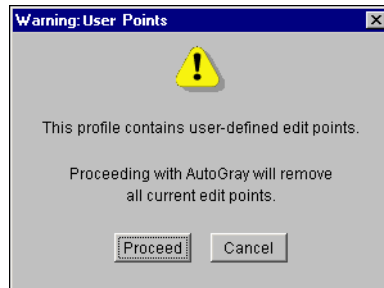 Warning: User Points
This profile contains user-defined edit points.
Proceeding with AutoGray will remove
all current edit points.
Proceed
Cancel